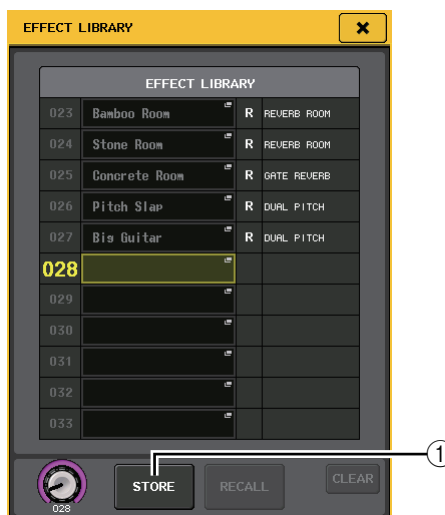 EFFECT LIBRARY
EFFECT LIBRARY
023 Bamboo Room R REVERB ROOM
024 Stone Room R REVERB ROOM
025 Concrete Room R GATE REVERB
026 Pitch Slap R DUAL PITCH
027 Big Guitar R DUAL PITCH
028
029
030
031
032
033
1
STORE RECALL CLEAR
028